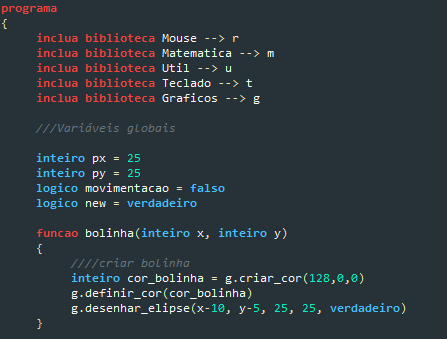 programa
{
inclua biblioteca Mouse --> r
inclua biblioteca Matematica --> m
inclua biblioteca Util --> u
inclua biblioteca Teclado --> t
inclua biblioteca Graficos --> g
///Variáveis globais
inteiro px = 25
inteiro py = 25
logico movimentacao = falso
logico new = verdadeiro
funcao bolinha(inteiro x, inteiro y)
{
////criar bolinha
inteiro cor_bolinha = g.criar_cor(128,0,0)
g.definir_cor(cor_bolinha)
g.desenhar_elipse(x-10, y-5, 25, 25, verdadeiro)
}